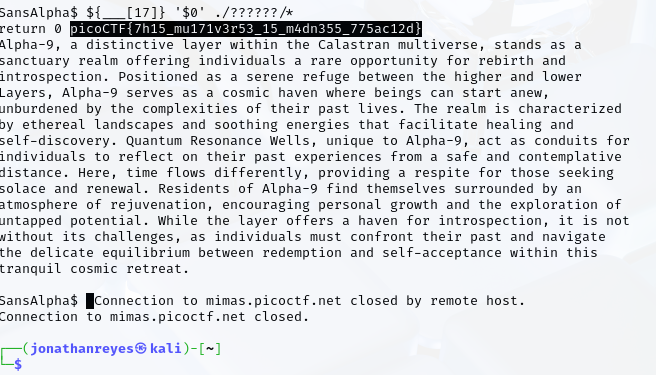 SansAlpha$ ${___[17]} '$0' ./??????/*
return 0 picoCTF{7h15_mu171v3r53_15_m4dn355_775ac12d}
Alpha-9, a distinctive layer within the Calastran multiverse, stands as a
sanctuary realm offering individuals a rare opportunity for rebirth and
introspection. Positioned as a serene refuge between the higher and lower
Layers, Alpha-9 serves as a cosmic haven where beings can start anew,
unburdened by the complexities of their past lives. The realm is characterized
by ethereal landscapes and soothing energies that facilitate healing and
self-discovery. Quantum Resonance Wells, unique to Alpha-9, act as conduits for
individuals to reflect on their past experiences from a safe and contemplative
distance. Here, time flows differently, providing a respite for those seeking
solace and renewal. Residents of Alpha-9 find themselves surrounded by an
atmosphere of rejuvenation, encouraging personal growth and the exploration of
untapped potential. While the layer offers a haven for introspection, it is not
without its challenges, as individuals must confront their past and navigate
the delicate equilibrium between redemption and self-acceptance within this
tranquil cosmic retreat.
SansAlpha$ Connection to mimas.picoctf.net closed by remote host.
Connection to mimas.picoctf.net closed.
┌──(jonathanreyes㉿kali)-[~]
└─$